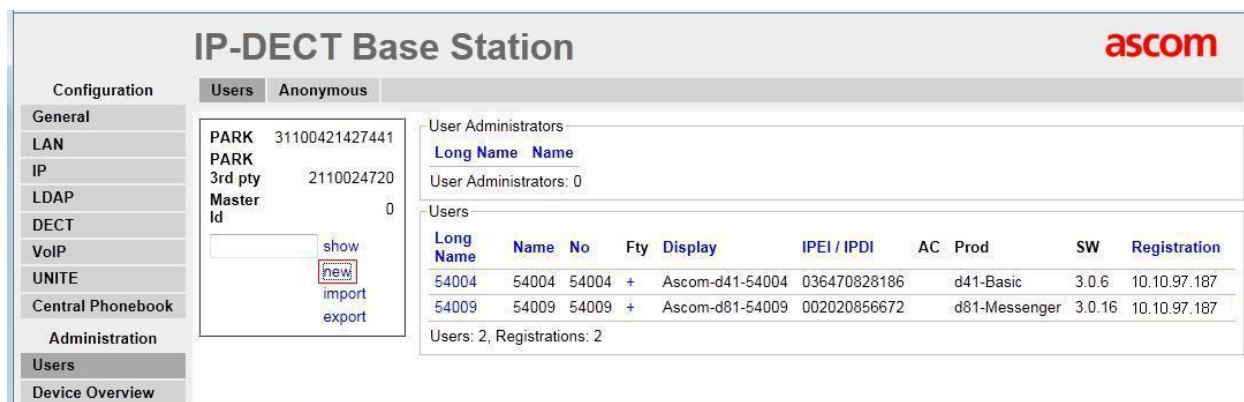 IP-DECT Base Station
ascom
Configuration
General
LAN
IP
LDAP
DECT
VoIP
UNITE
Central Phonebook
Administration
Users
Device Overview
Users Anonymous
PARK 31100421427441
PARK
3rd pty 2110024720
Master
Id 0
show
new
import
export
User Administrators
Long Name Name
User Administrators: 0
Users
Long
Name Name No Fty Display IPEI / IPDI AC Prod SW Registration
54004 54004 54004 + Ascom-d41-54004 036470828186 d41-Basic 3.0.6 10.10.97.187
54009 54009 54009 + Ascom-d81-54009 002020856672 d81-Messenger 3.0.16 10.10.97.187
Users: 2, Registrations: 2